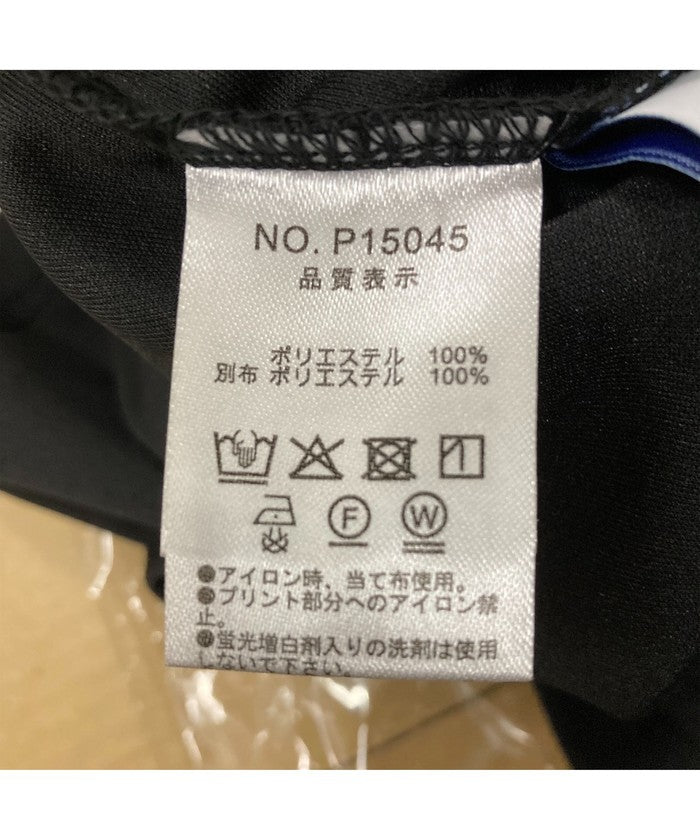 NO. P15045
品質表示
ポリエステル 100%
別布 ポリエステル 100%
F W
●アイロン時、当て布使用。
●プリント部分へのアイロン禁
止。
●蛍光増白剤入りの洗剤は使用
しないで下さい。